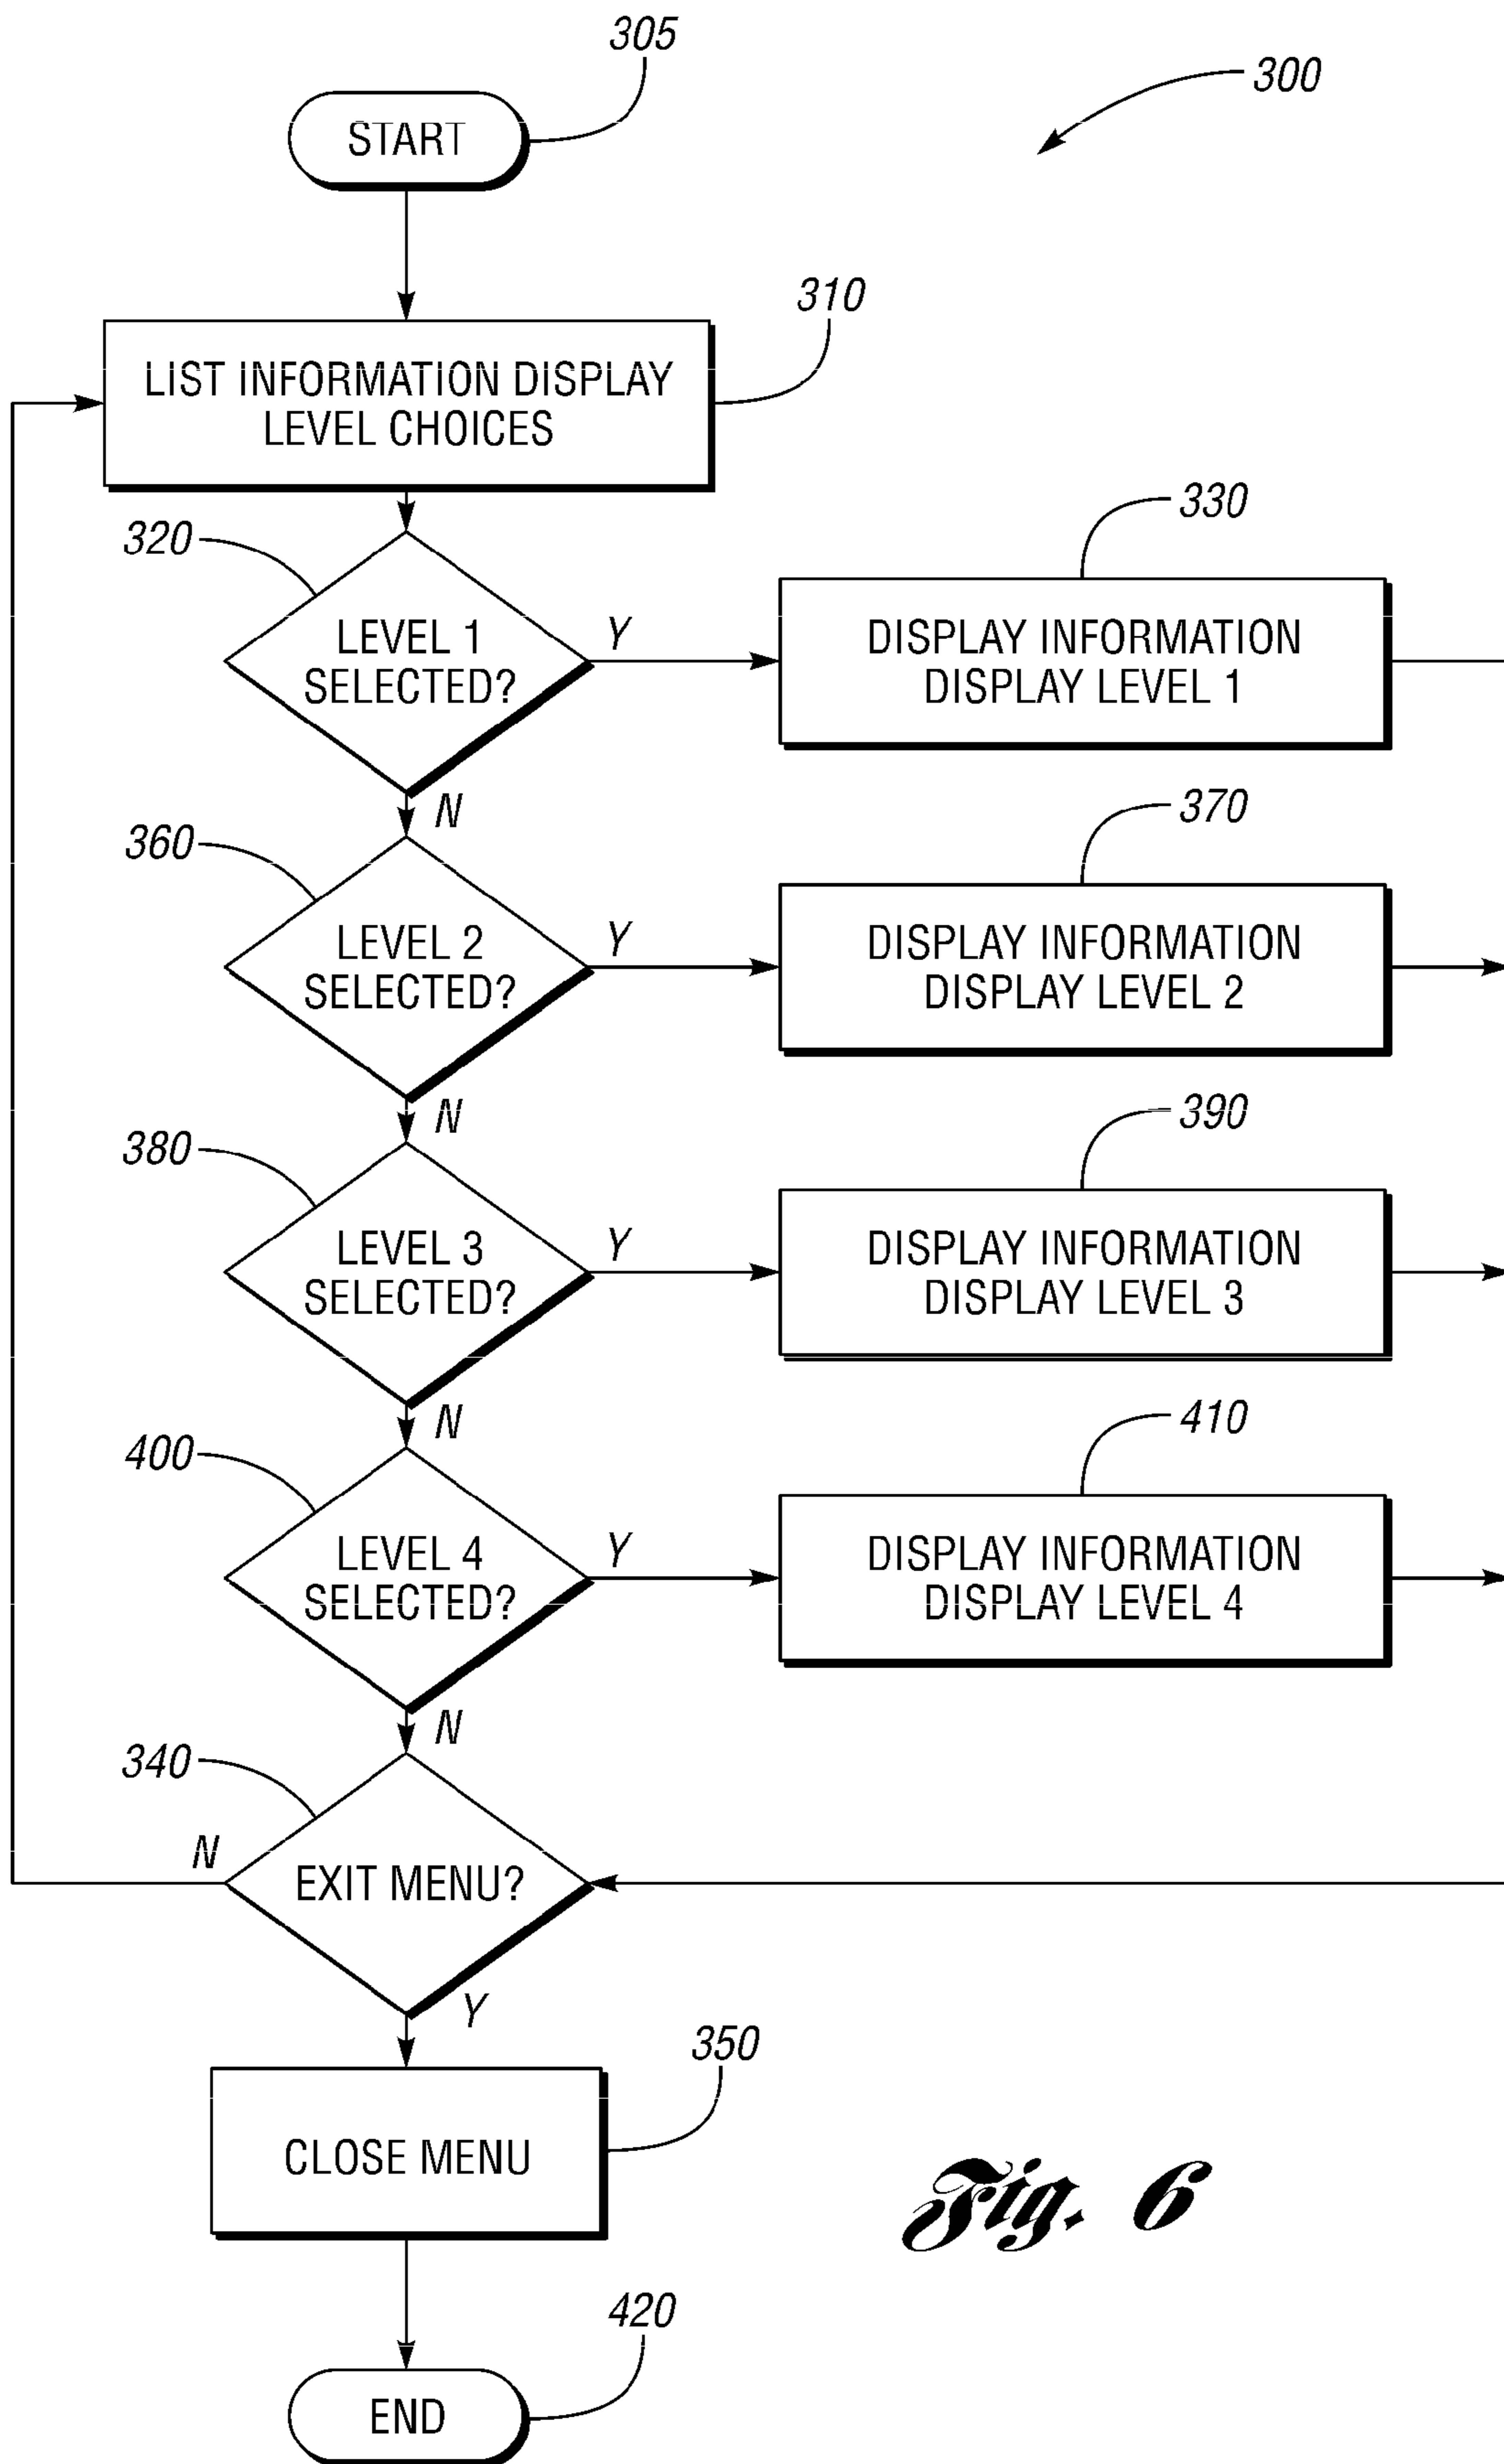 305
300
START
310
LIST INFORMATION DISPLAY
LEVEL CHOICES
320
330
LEVEL 1
SELECTED?
Y
DISPLAY INFORMATION
DISPLAY LEVEL 1
N
360
370
LEVEL 2
SELECTED?
Y
DISPLAY INFORMATION
DISPLAY LEVEL 2
N
380
390
LEVEL 3
SELECTED?
Y
DISPLAY INFORMATION
DISPLAY LEVEL 3
N
400
410
LEVEL 4
SELECTED?
Y
DISPLAY INFORMATION
DISPLAY LEVEL 4
N
340
N
EXIT MENU?
Y
350
CLOSE MENU
Fig. 6
420
END